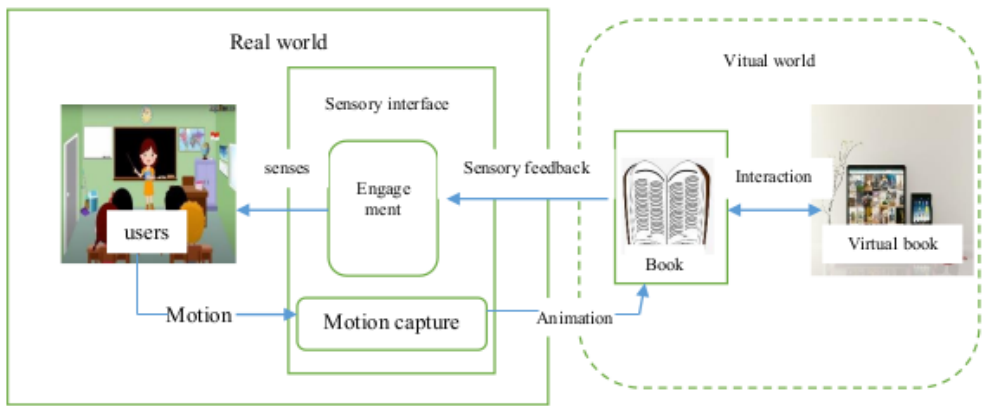 Real world
Vitual world
Sensory interface
senses
Sensory feedback
Engage
ment
Interaction
users
Virtual book
Book
Motion
Motion capture
Animation